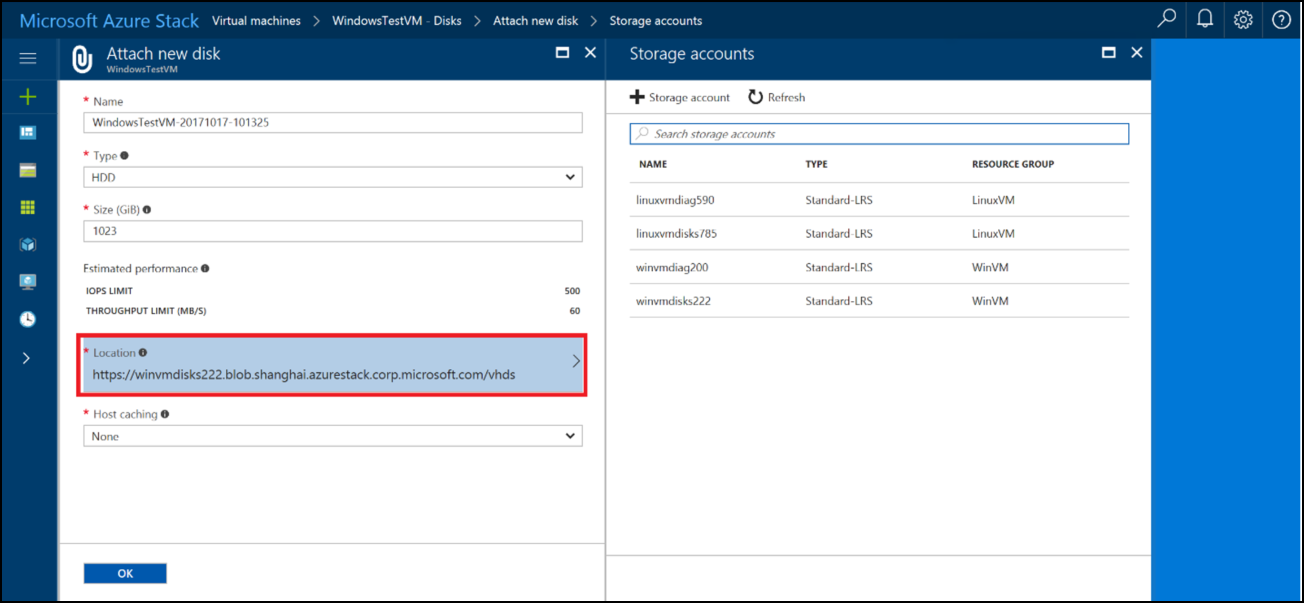 Microsoft Azure Stack Virtual machines > WindowsTestVM - Disks > Attach new disk > Storage accounts
Attach new disk
WindowsTestVM
* Name
WindowsTestVM-20171017-101325
* Type
HDD
* Size (GiB)
1023
Estimated performance
IOPS LIMIT 500
THROUGHPUT LIMIT (MB/S) 60
* Location
https://winvmdisks222.blob.shanghai.azurestack.corp.microsoft.com/vhds
* Host caching
None
OK
Storage accounts
Storage account Refresh
Search storage accounts
NAME TYPE RESOURCE GROUP
linuxvmdiag590 Standard-LRS LinuxVM
linuxvmdisks785 Standard-LRS LinuxVM
winvmdiag200 Standard-LRS WinVM
winvmdisks222 Standard-LRS WinVM